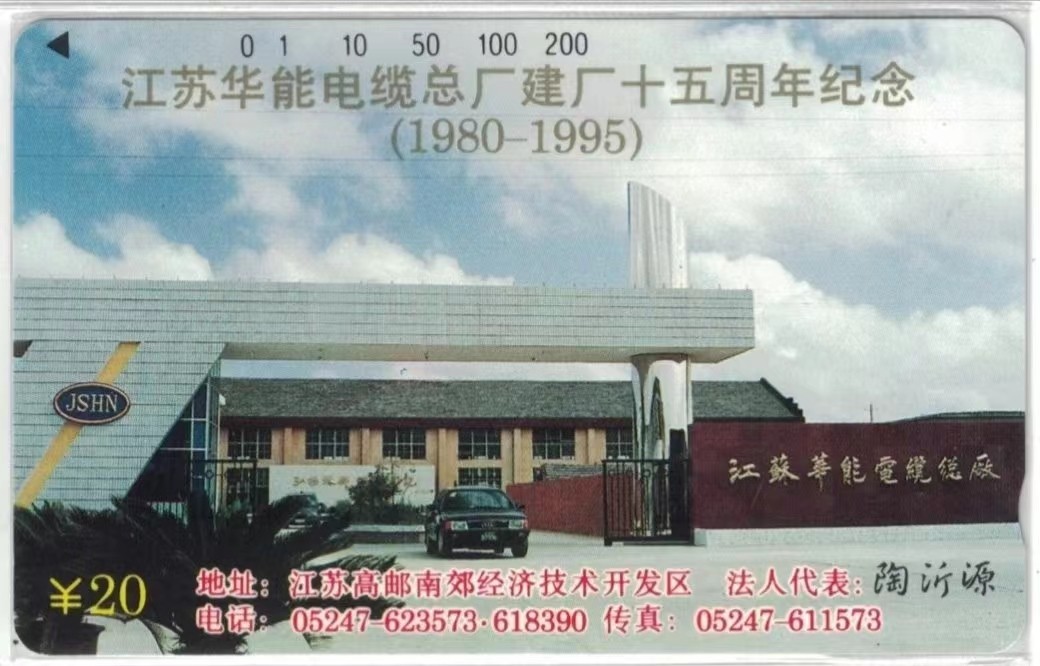 0 1 10 50 100 200
江苏华能电缆总厂建厂十五周年纪念
(1980-1995)
JSHN
江蘇華能電纜總廠
¥20
地址：江苏高邮南郊经济技术开发区 法人代表：陶沂源
电话：05247-623573·618390 传真：05247-611573